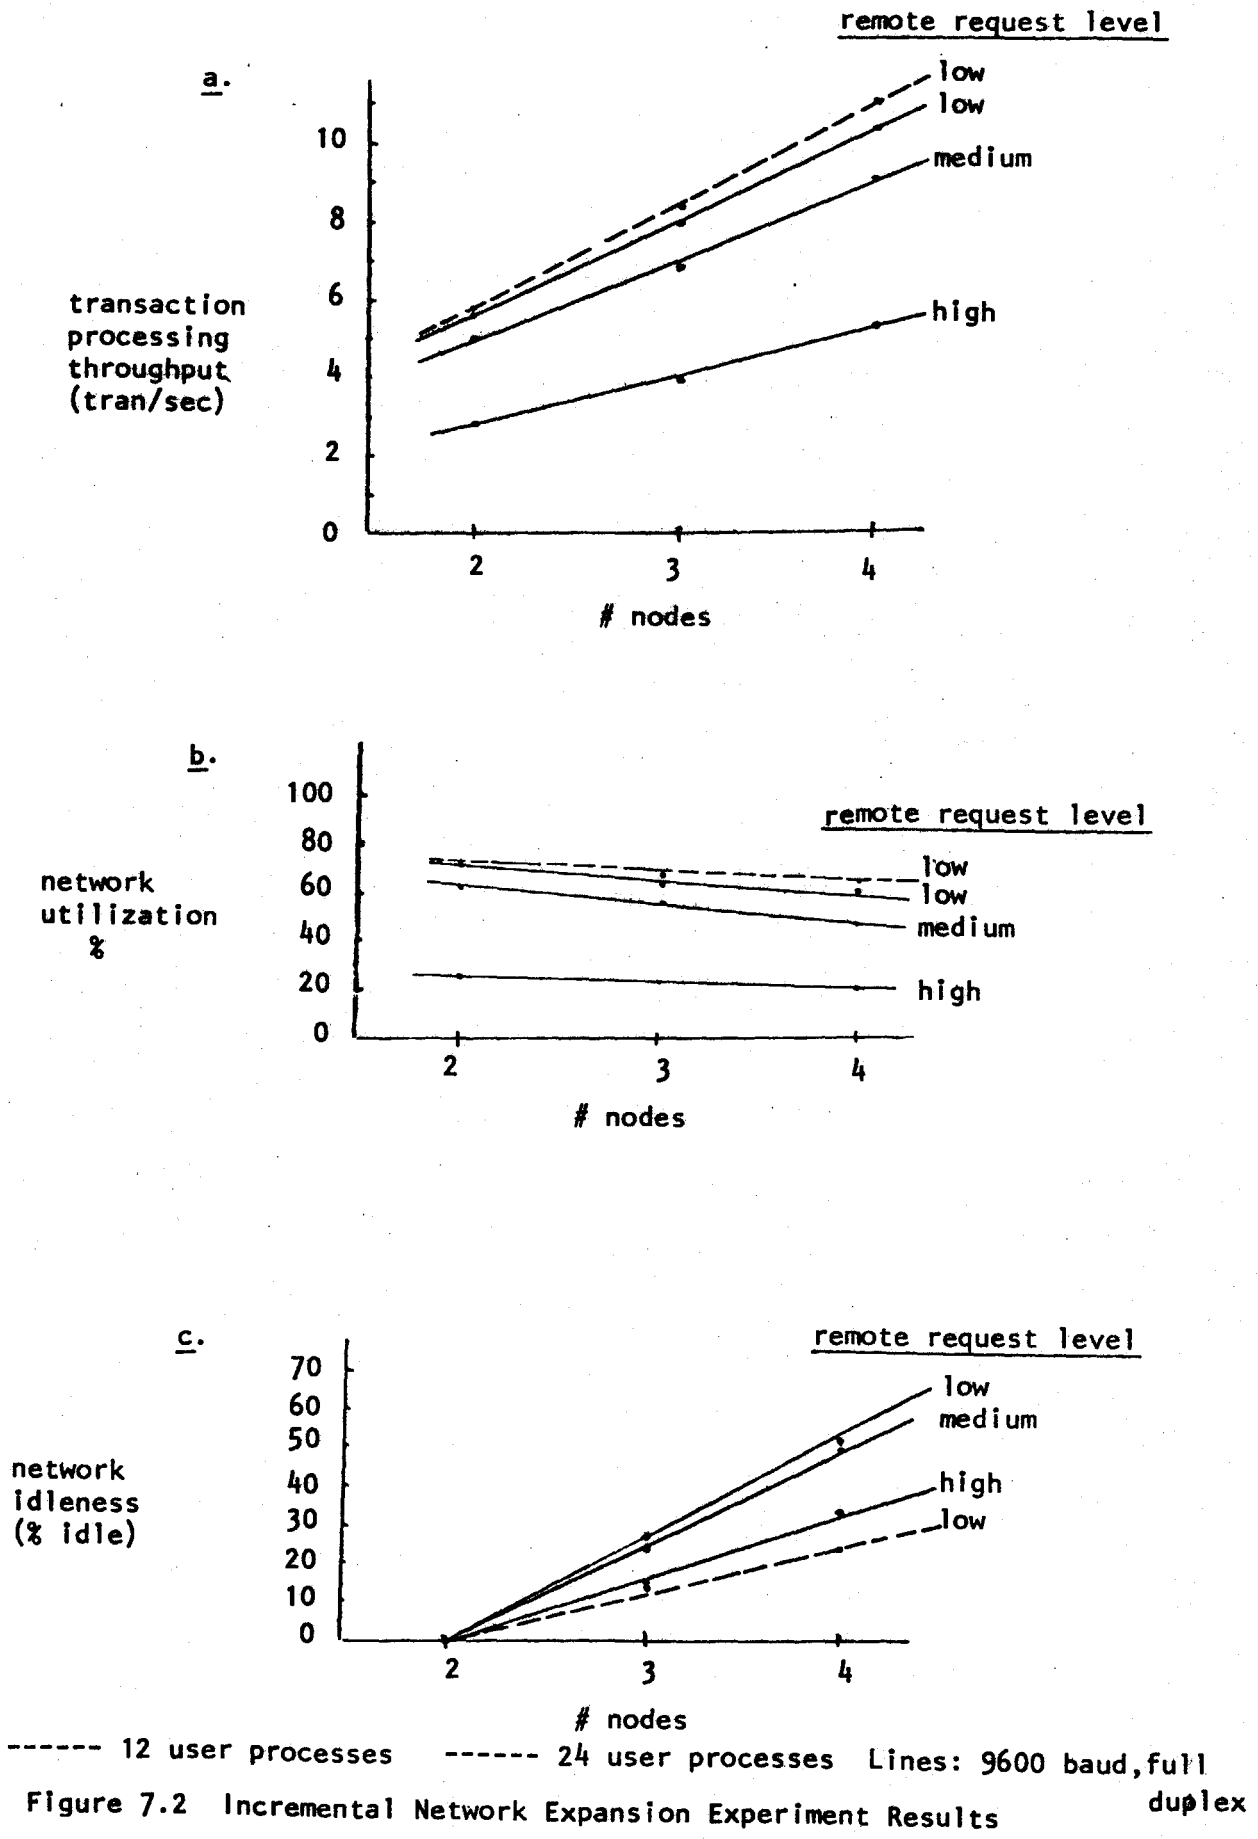 remote request level
a.
low
low
medium
high
transaction
processing
throughput
(tran/sec)
10
8
6
4
2
0
2 3 4
# nodes
b.
remote request level
100
80
60
40
20
0
network
utilization
%
low
low
medium
high
2 3 4
# nodes
c.
remote request level
70
60
50
40
30
20
10
0
network
idleness
(% idle)
low
medium
high
low
2 3 4
# nodes
------ 12 user processes ------ 24 user processes Lines: 9600 baud,full
duplex
Figure 7.2 Incremental Network Expansion Experiment Results